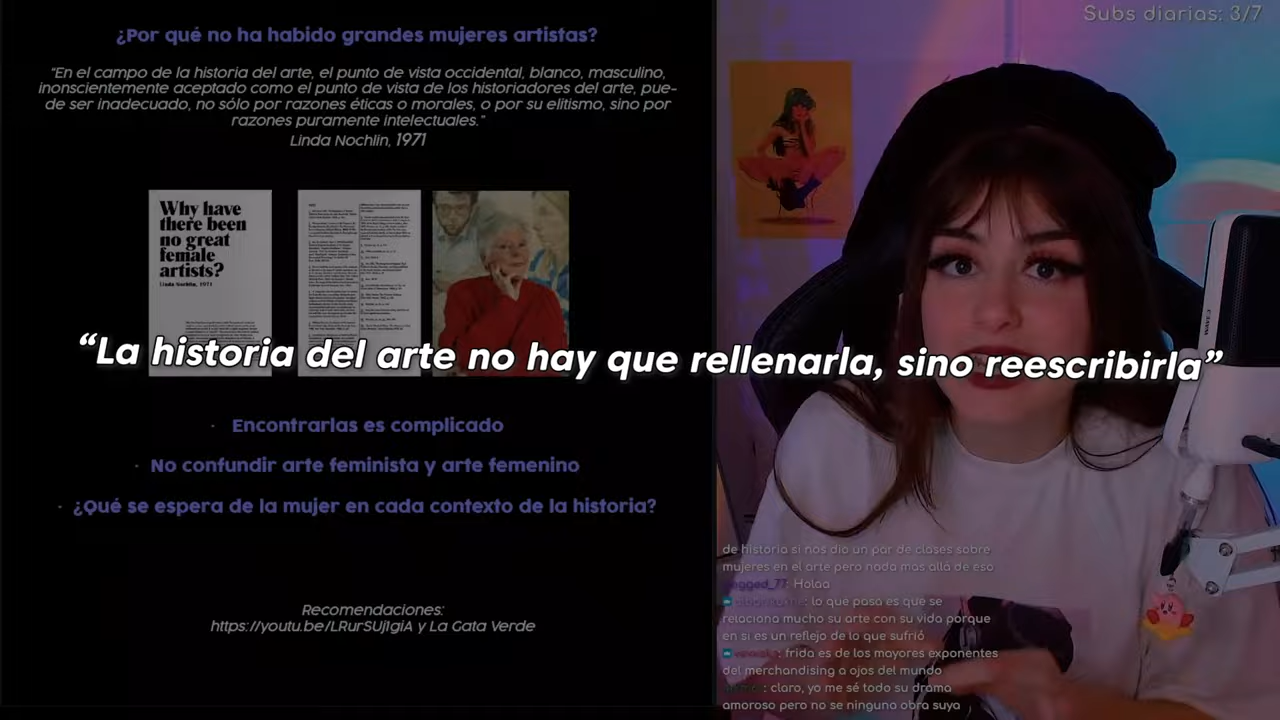 ¿Por qué no ha habido grandes mujeres artistas?
“En el campo de la historia del arte, el punto de vista occidental, blanco, masculino,
inonscientemente aceptado como el punto de vista de los historiadores del arte, pue-
de ser inadecuado, no sólo por razones éticas o morales, o por su elitismo, sino por
razones puramente intelectuales.”
Linda Nochlin, 1971
Why have
there been
no great
female
artists?
Linda Nochlin, 1971
“La historia del arte no hay que rellenarla, sino reescribirla”
· Encontrarlas es complicado
· No confundir arte feminista y arte femenino
· ¿Qué se espera de la mujer en cada contexto de la historia?
Recomendaciones:
https://youtu.be/LRurSUj1giA y La Gata Verde
Subs diarias: 3/7
de historia si nos dio un par de clases sobre
mujeres en el arte pero nada mas allá de eso
Holaa
lo que pasa es que se
relaciona mucho su arte con su vida porque
en si es un reflejo de lo que sufrió
frida es de los mayores exponentes
del merchandising a ojos del mundo
claro, yo me sé todo su drama
amoroso pero no se ninguna obra suya